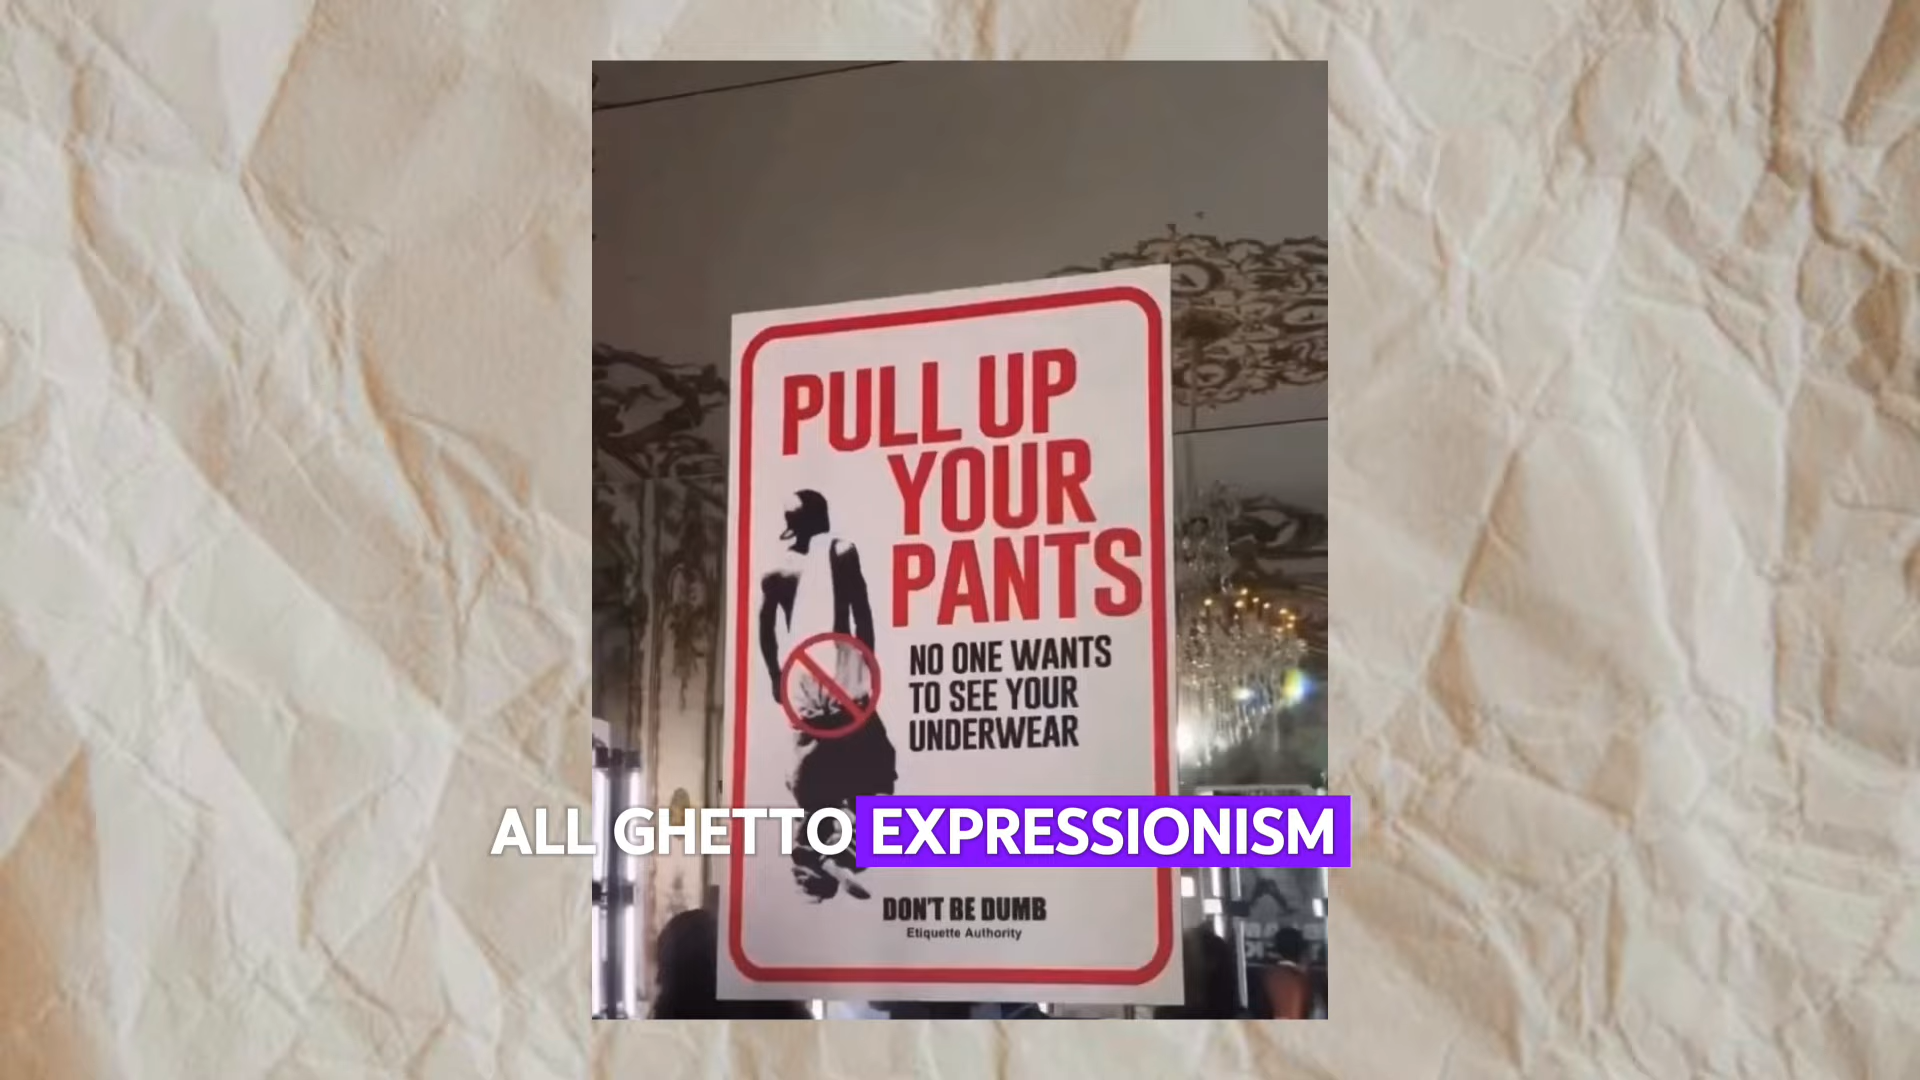 PULL UP
YOUR
PANTS
NO ONE WANTS
TO SEE YOUR
UNDERWEAR
ALL GHETTO EXPRESSIONISM
DON'T BE DUMB
Etiquette Authority